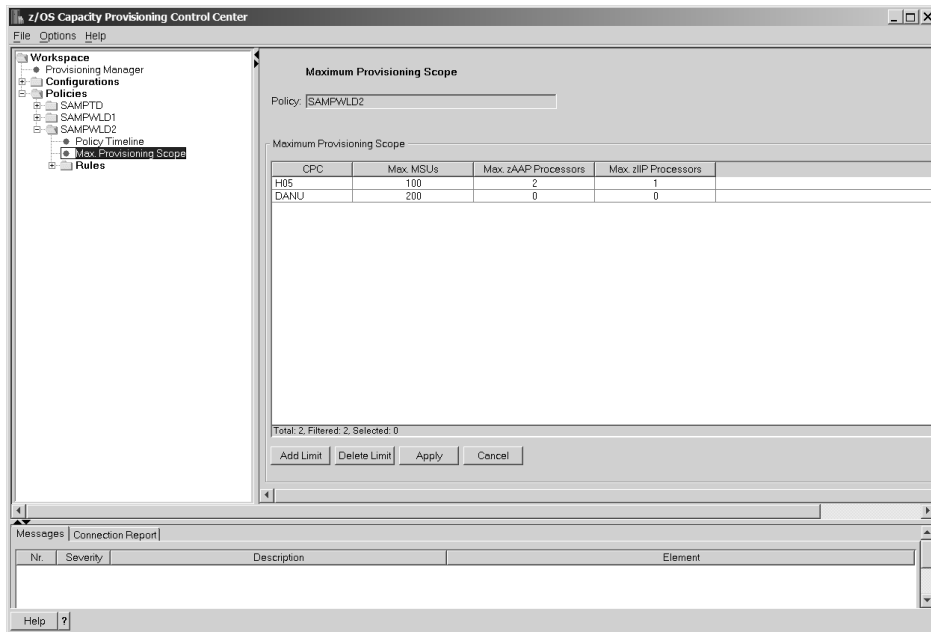 z/OS Capacity Provisioning Control Center
File Options Help
Workspace
Provisioning Manager
Configurations
Policies
SAMPTD
SAMPWLD1
SAMPWLD2
Policy Timeline
Max. Provisioning Scope
Rules
Maximum Provisioning Scope
Policy: SAMPWLD2
Maximum Provisioning Scope
CPC Max. MSUs Max. zAAP Processors Max. zIIP Processors
H05 100 2 1
DANU 200 0 0
Total: 2, Filtered: 2, Selected: 0
Add Limit Delete Limit Apply Cancel
Messages Connection Report
Nr. Severity Description Element
Help ?